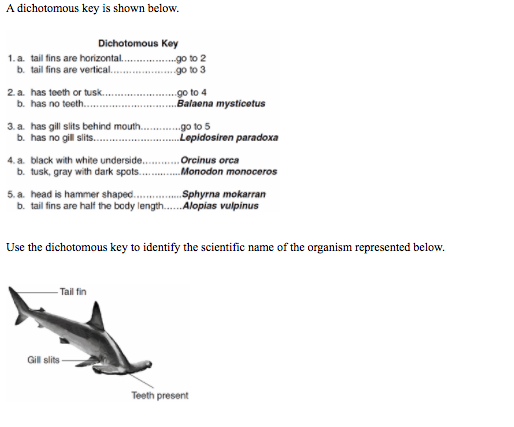 A dichotomous key is shown below.
Dichotomous Key
1. a. tail fins are horizontal..................go to 2
b. tail fins are vertical......................go to 3
2. a. has teeth or tusk.........................go to 4
b. has no teeth...............................Balaena mysticetus
3. a. has gill slits behind mouth.............go to 5
b. has no gill slits............................Lepidosiren paradoxa
4. a. black with white underside............Orcinus orca
b. tusk, gray with dark spots.............Monodon monoceros
5. a. head is hammer shaped................Sphyrna mokarran
b. tail fins are half the body length......Alopias vulpinus
Use the dichotomous key to identify the scientific name of the organism represented below.
Tail fin
Gill slits
Teeth present